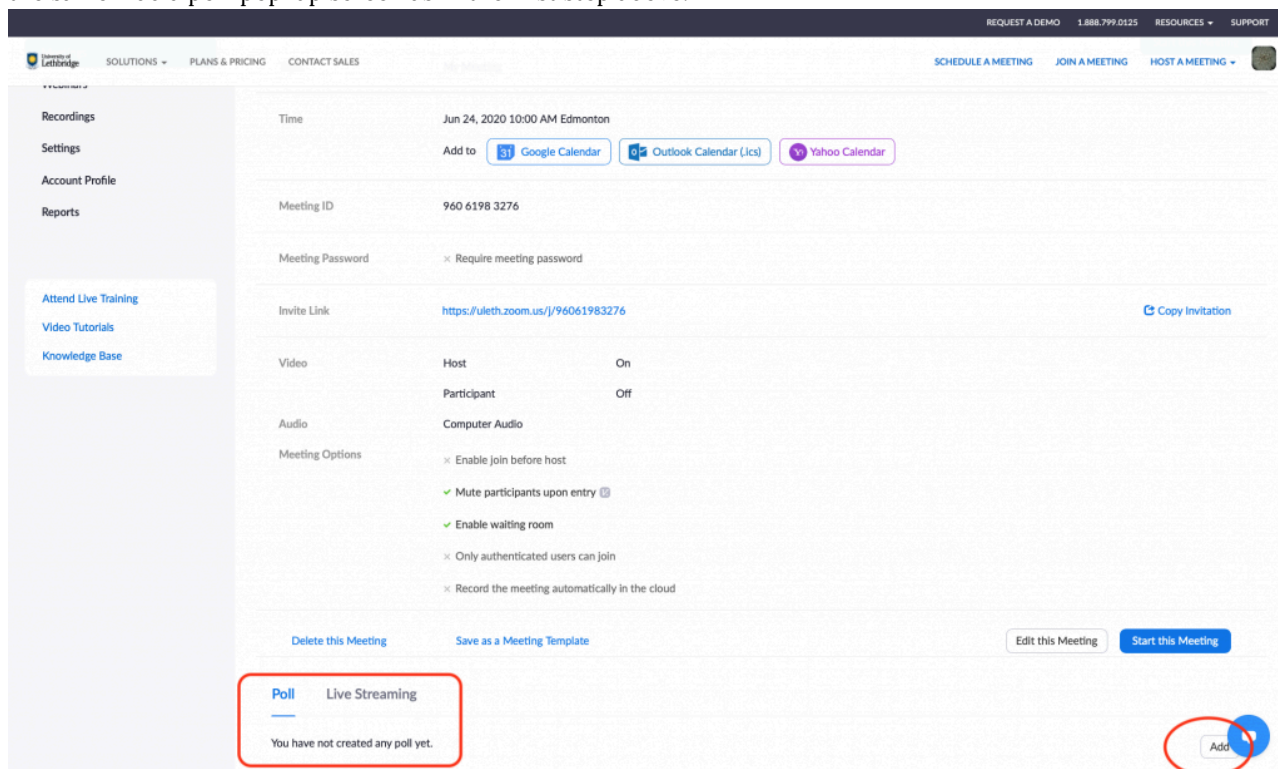 REQUEST A DEMO 1.888.799.0125 RESOURCES SUPPORT
University of Lethbridge SOLUTIONS PLANS & PRICING CONTACT SALES SCHEDULE A MEETING JOIN A MEETING HOST A MEETING
Webinars
Recordings
Settings
Account Profile
Reports
Attend Live Training
Video Tutorials
Knowledge Base
Time Jun 24, 2020 10:00 AM Edmonton
Add to 31 Google Calendar Outlook Calendar (.ics) Yahoo Calendar
Meeting ID 960 6198 3276
Meeting Password × Require meeting password
Invite Link https://uleth.zoom.us/j/96061983276 Copy Invitation
Video Host On
Participant Off
Audio Computer Audio
Meeting Options × Enable join before host
✓ Mute participants upon entry
✓ Enable waiting room
× Only authenticated users can join
× Record the meeting automatically in the cloud
Delete this Meeting Save as a Meeting Template Edit this Meeting Start this Meeting
Poll Live Streaming
You have not created any poll yet. Add